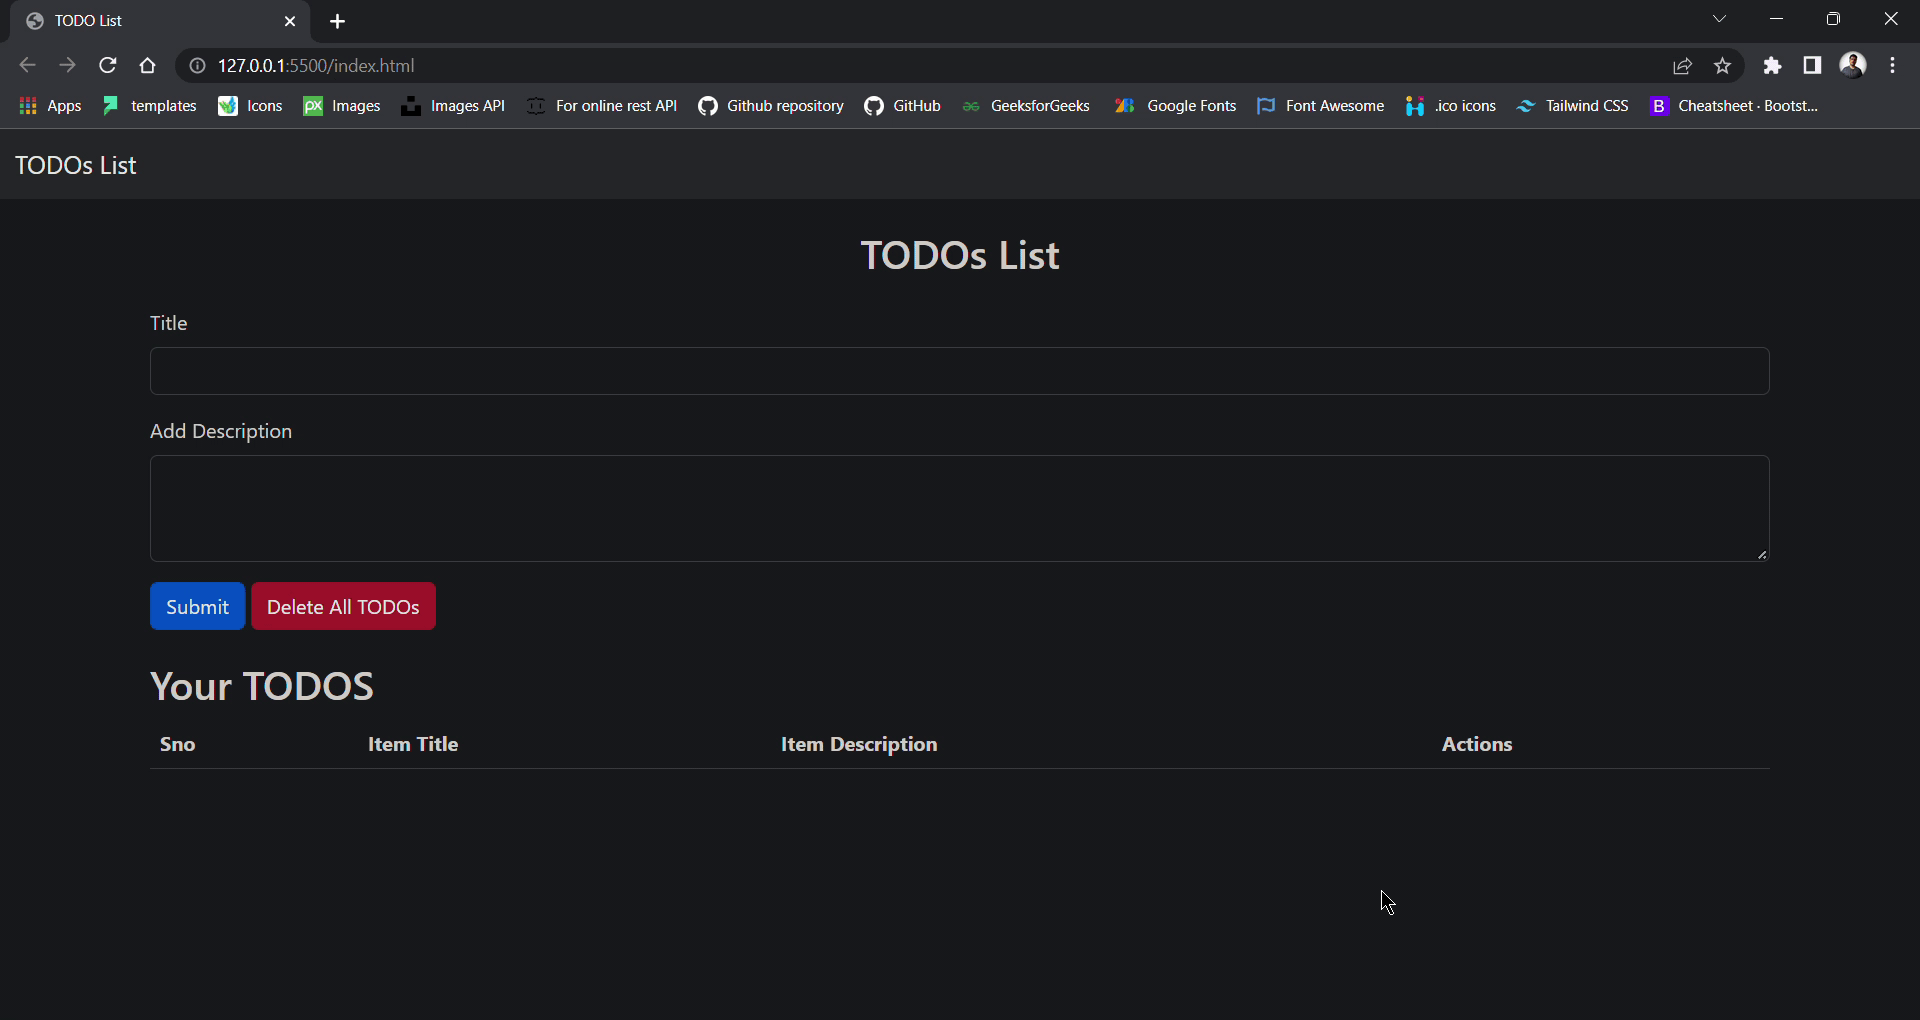 TODO List
127.0.0.1:5500/index.html
Apps templates Icons PX Images Images API For online rest API Github repository GitHub GeeksforGeeks Google Fonts Font Awesome .ico icons Tailwind CSS B Cheatsheet · Bootst...
TODOs List
TODOs List
Title
Add Description
Submit Delete All TODOs
Your TODOS
Sno Item Title Item Description Actions